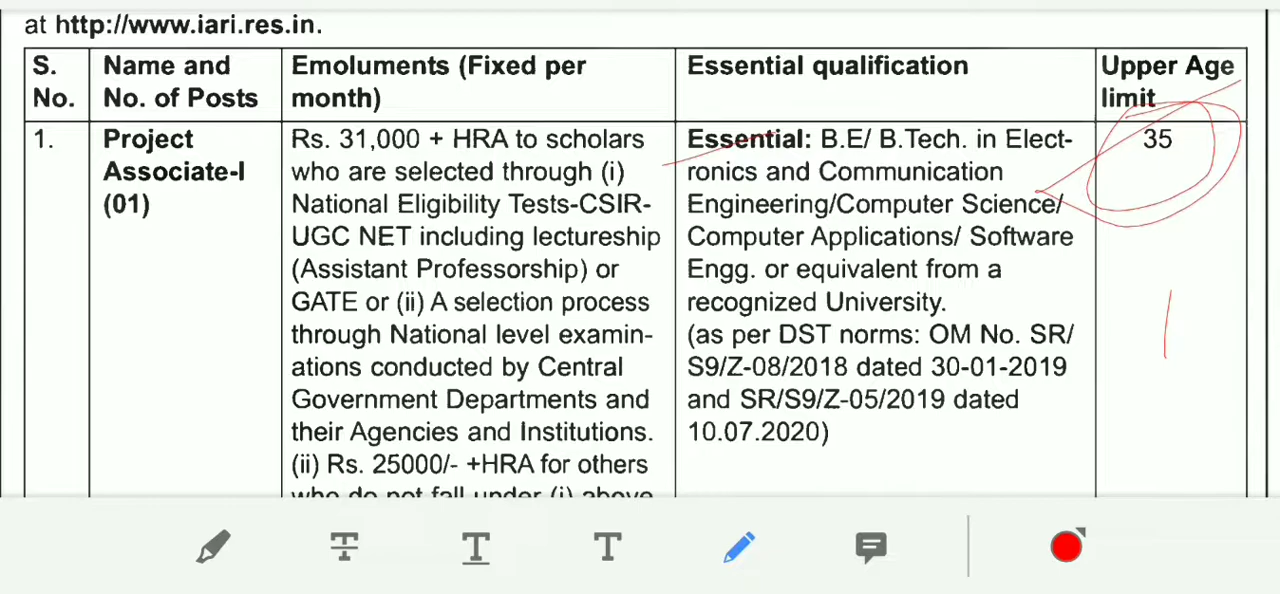 at http://www.iari.res.in.
S. No.
Name and No. of Posts
Emoluments (Fixed per month)
Essential qualification
Upper Age limit
1.
Project
Associate-I
(01)
Rs. 31,000 + HRA to scholars
who are selected through (i)
National Eligibility Tests-CSIR-
UGC NET including lectureship
(Assistant Professorship) or
GATE or (ii) A selection process
through National level examin-
ations conducted by Central
Government Departments and
their Agencies and Institutions.
(ii) Rs. 25000/- +HRA for others
who do not fall under (i) above
Essential: B.E/ B.Tech. in Elect-
ronics and Communication
Engineering/Computer Science/
Computer Applications/ Software
Engg. or equivalent from a
recognized University.
(as per DST norms: OM No. SR/
S9/Z-08/2018 dated 30-01-2019
and SR/S9/Z-05/2019 dated
10.07.2020)
35